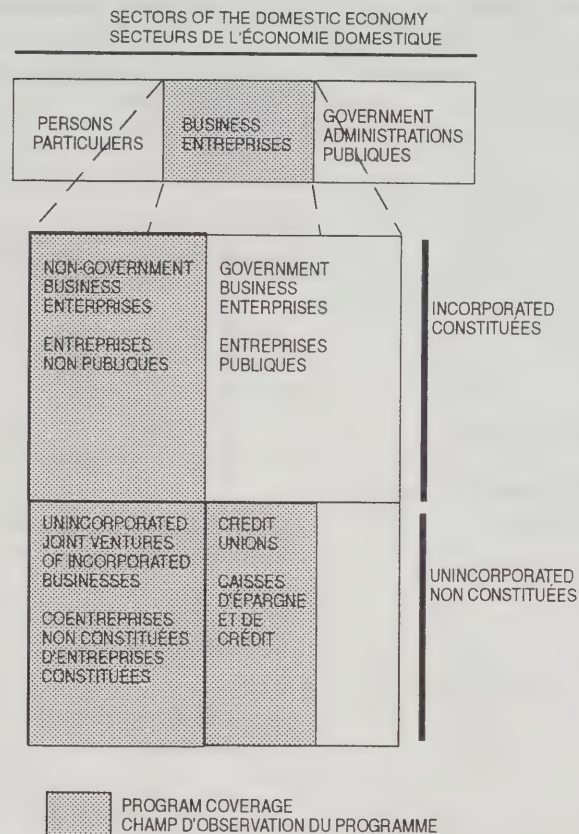 SECTORS OF THE DOMESTIC ECONOMY
SECTEURS DE L'ÉCONOMIE DOMESTIQUE
PERSONS
PARTICULIERS
BUSINESS
ENTREPRISES
GOVERNMENT
ADMINISTRATIONS
PUBLIQUES
NON-GOVERNMENT
BUSINESS
ENTERPRISES
ENTREPRISES
NON PUBLIQUES
GOVERNMENT
BUSINESS
ENTERPRISES
ENTREPRISES
PUBLIQUES
INCORPORATED
CONSTITUÉES
UNINCORPORATED
JOINT VENTURES
OF INCORPORATED
BUSINESSES
COENTREPRISES
NON CONSTITUÉES
D'ENTREPRISES
CONSTITUÉES
CREDIT
UNIONS
CAISSES
D'ÉPARGNE
ET DE
CRÉDIT
UNINCORPORATED
NON CONSTITUÉES
PROGRAM COVERAGE
CHAMP D'OBSERVATION DU PROGRAMME